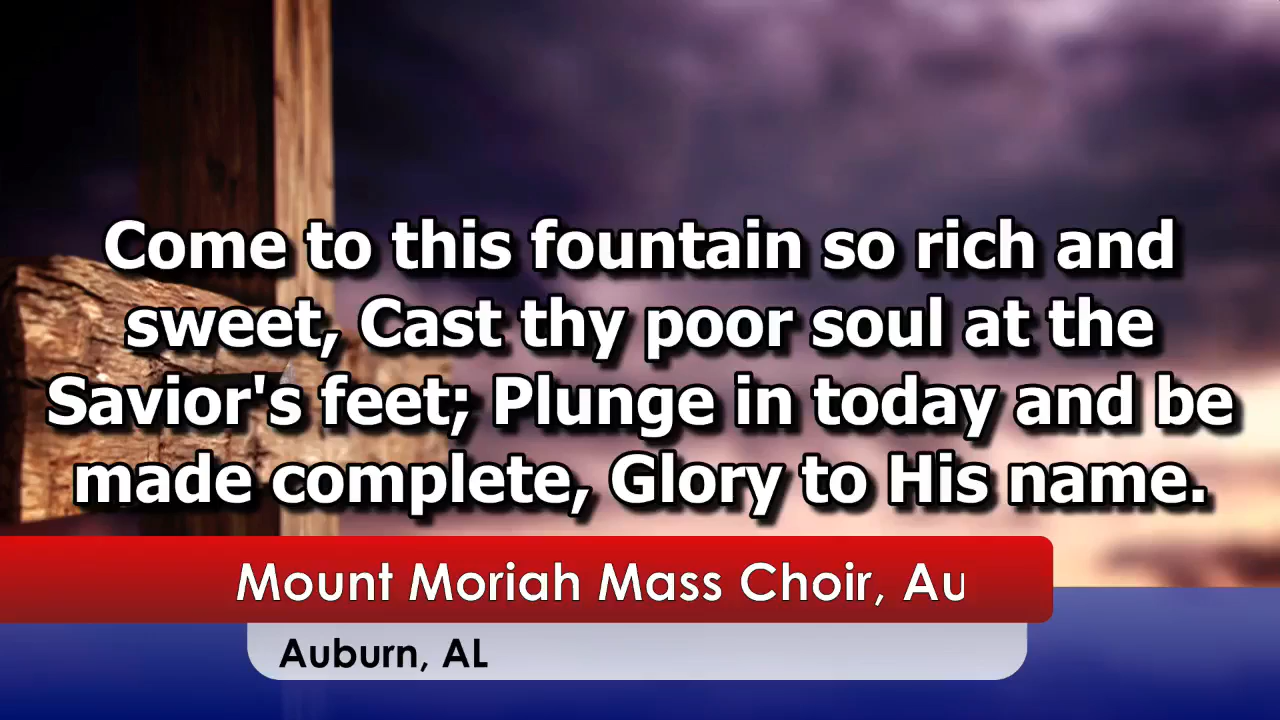 Come to this fountain so rich and
sweet, Cast thy poor soul at the
Savior's feet; Plunge in today and be
made complete, Glory to His name.
Mount Moriah Mass Choir, Au
Auburn, AL